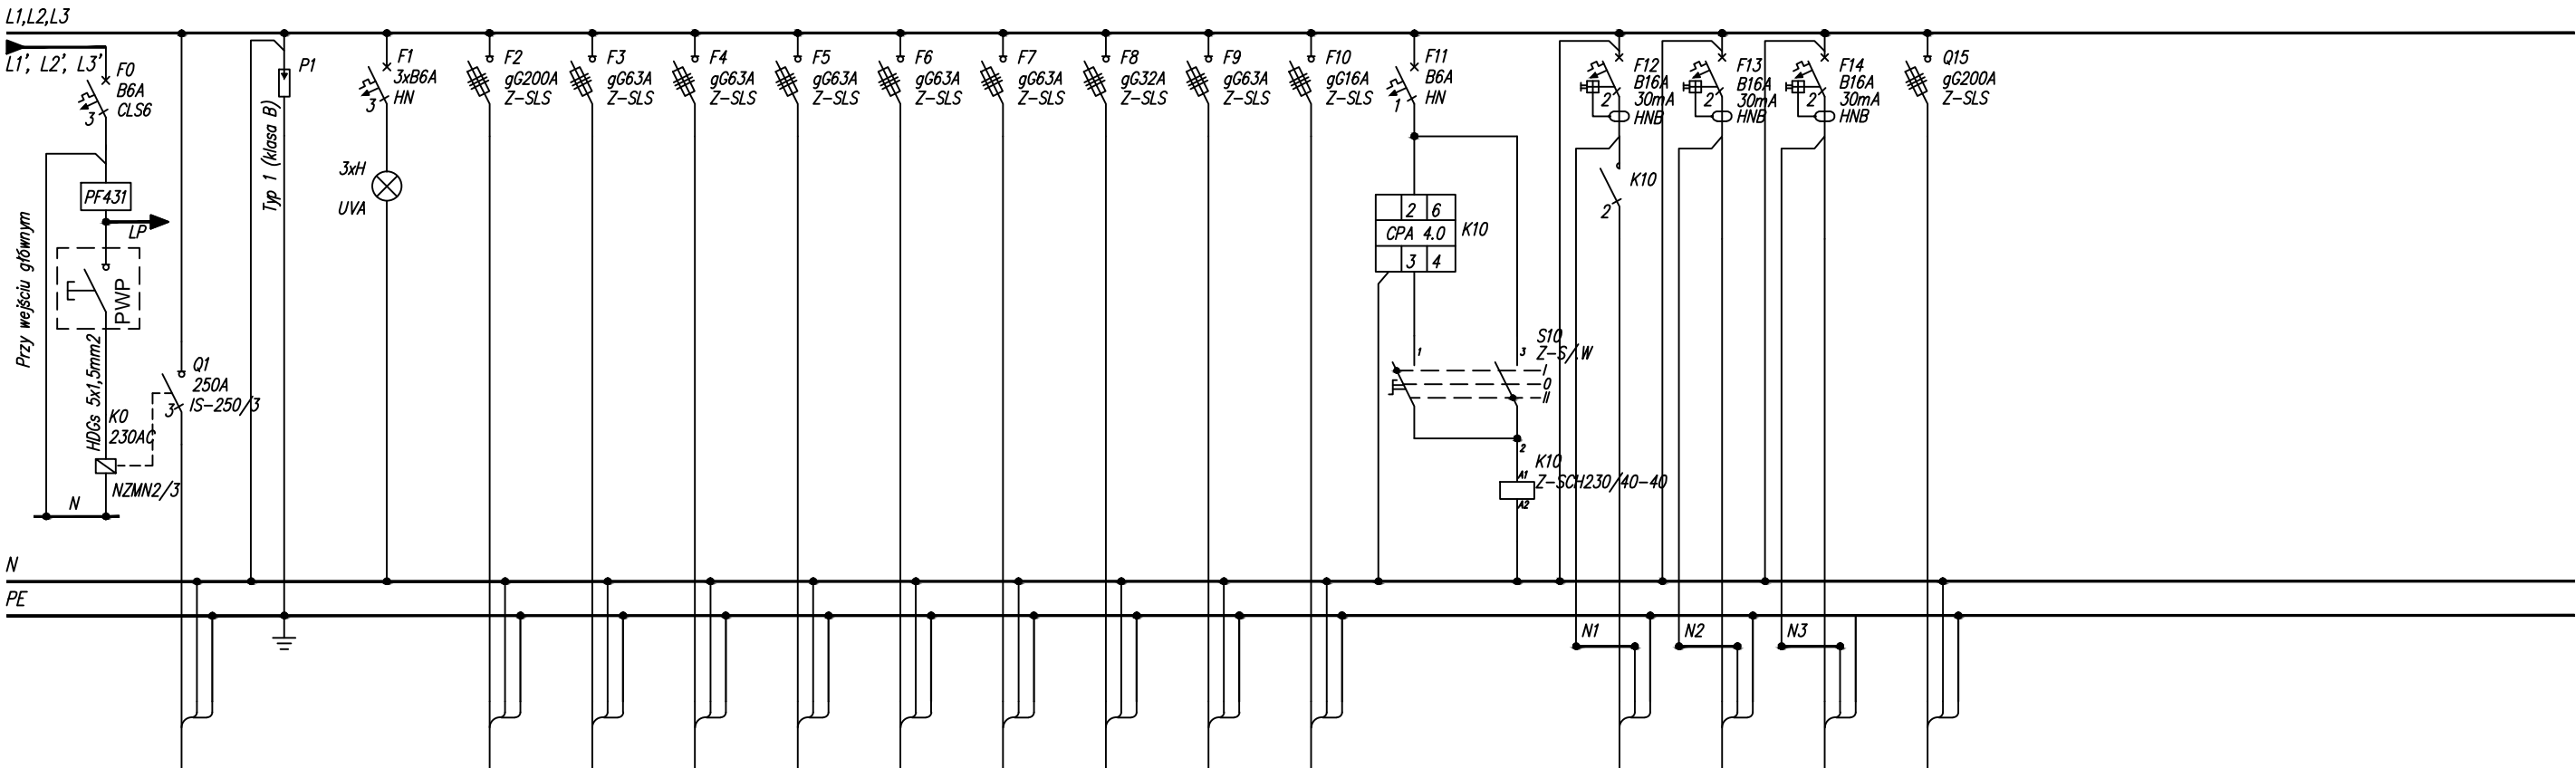 L1,L2,L3
L1', L2', L3'
F0
B6A
CLS6
3
PF431
LP
Przy wejściu głównym
PWP
HDGs 5x1,5mm2
K0
230AC
NZMN2/3
N
Q1
250A
IS-250/3
3
P1
Typ 1 (klasa B)
F1
3xB6A
HN
3
3xH
UVA
F2
gG200A
Z-SLS
F3
gG63A
Z-SLS
F4
gG63A
Z-SLS
F5
gG63A
Z-SLS
F6
gG63A
Z-SLS
F7
gG63A
Z-SLS
F8
gG32A
Z-SLS
F9
gG63A
Z-SLS
F10
gG16A
Z-SLS
F11
B6A
HN
1
2 6
CPA 4.0
3 4
K10
S10
Z-S/.W
1
3
I
0
II
2
K10
Z-SCH230/40-40
A1
A2
F12
B16A
30mA
HNB
2
K10
2
F13
B16A
30mA
HNB
2
F14
B16A
30mA
HNB
2
Q15
gG200A
Z-SLS
N
PE
N1
N2
N3